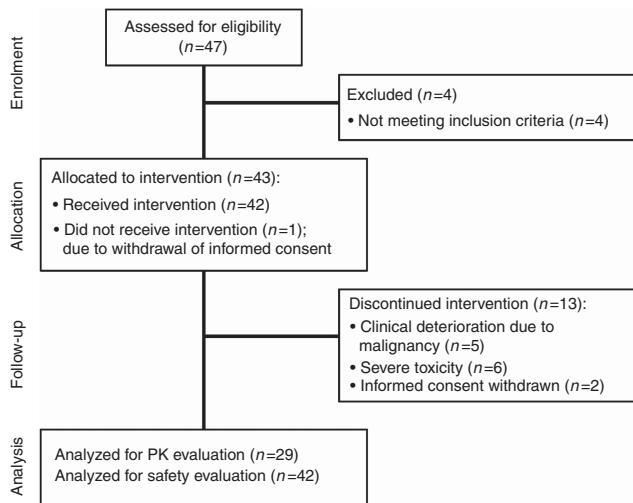 Enrolment
Assessed for eligibility
(n=47)
Excluded (n=4)
• Not meeting inclusion criteria (n=4)
Allocation
Allocated to intervention (n=43):
• Received intervention (n=42)
• Did not receive intervention (n=1);
due to withdrawal of informed consent
Follow-up
Discontinued intervention (n=13):
• Clinical deterioration due to
malignancy (n=5)
• Severe toxicity (n=6)
• Informed consent withdrawn (n=2)
Analysis
Analyzed for PK evaluation (n=29)
Analyzed for safety evaluation (n=42)